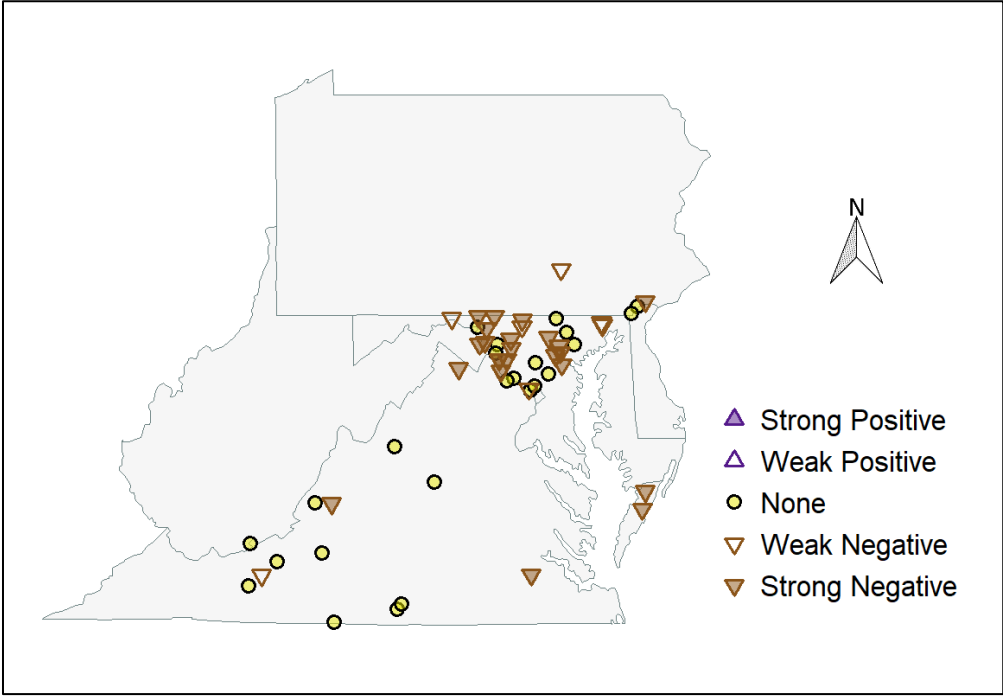 N
Strong Positive
Weak Positive
None
Weak Negative
Strong Negative